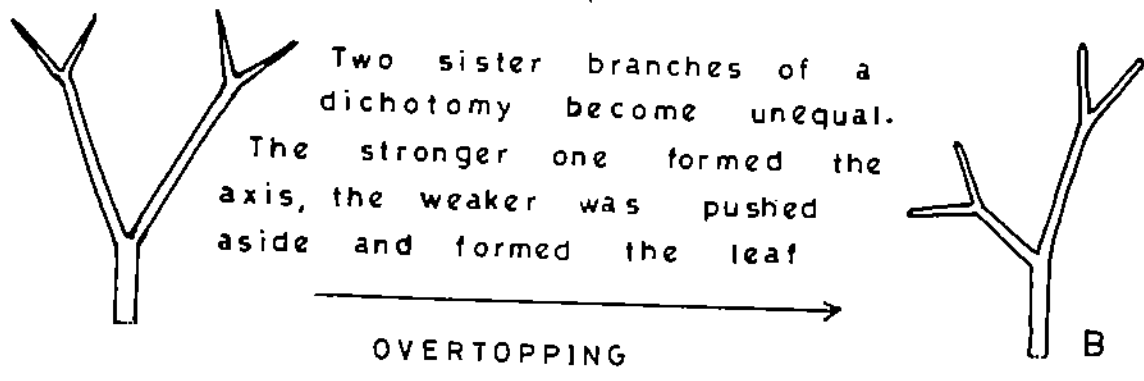 Two sister branches of a
dichotomy become unequal.
The stronger one formed the
axis, the weaker was pushed
aside and formed the leaf
OVERTOPPING
B